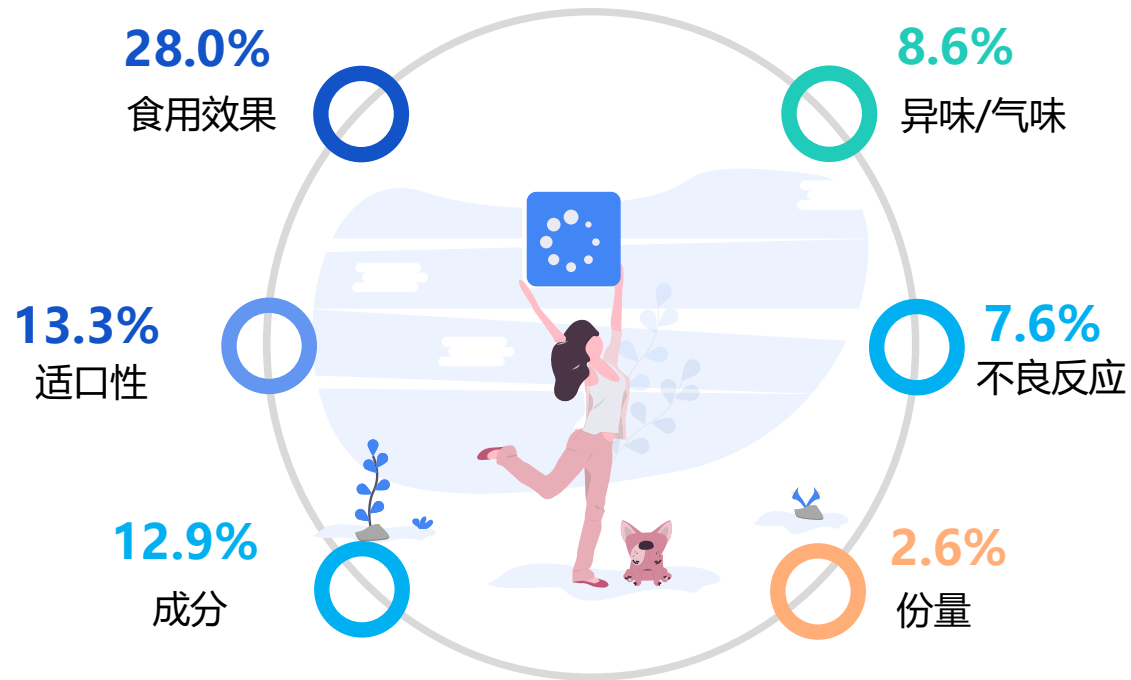 28.0%
食用效果
8.6%
异味/气味
13.3%
适口性
7.6%
不良反应
12.9%
成分
2.6%
份量